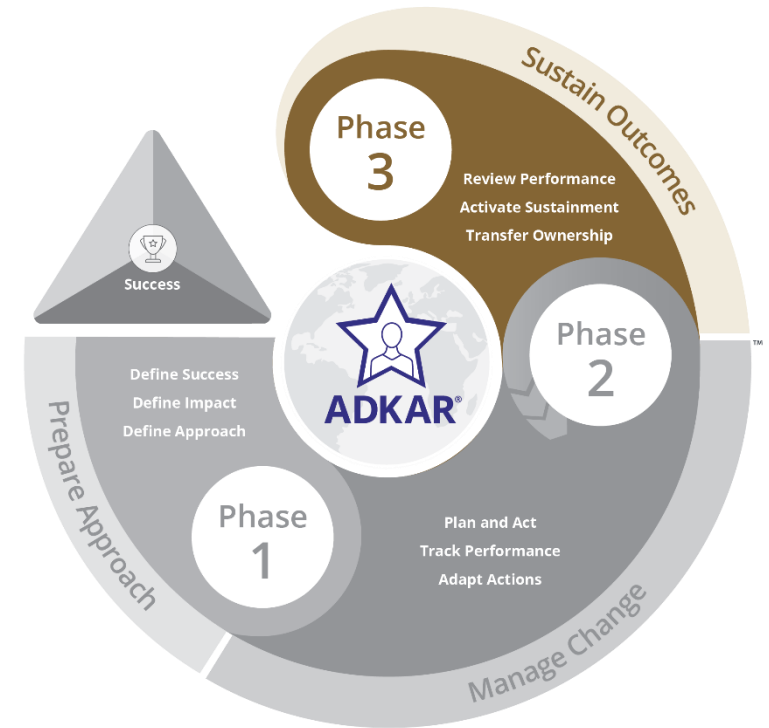 Sustain Outcomes
Phase
3
Review Performance
Activate Sustainment
Transfer Ownership
Success
Phase
2
™
ADKAR®
Define Success
Define Impact
Define Approach
Prepare Approach
Phase
1
Plan and Act
Track Performance
Adapt Actions
Manage Change